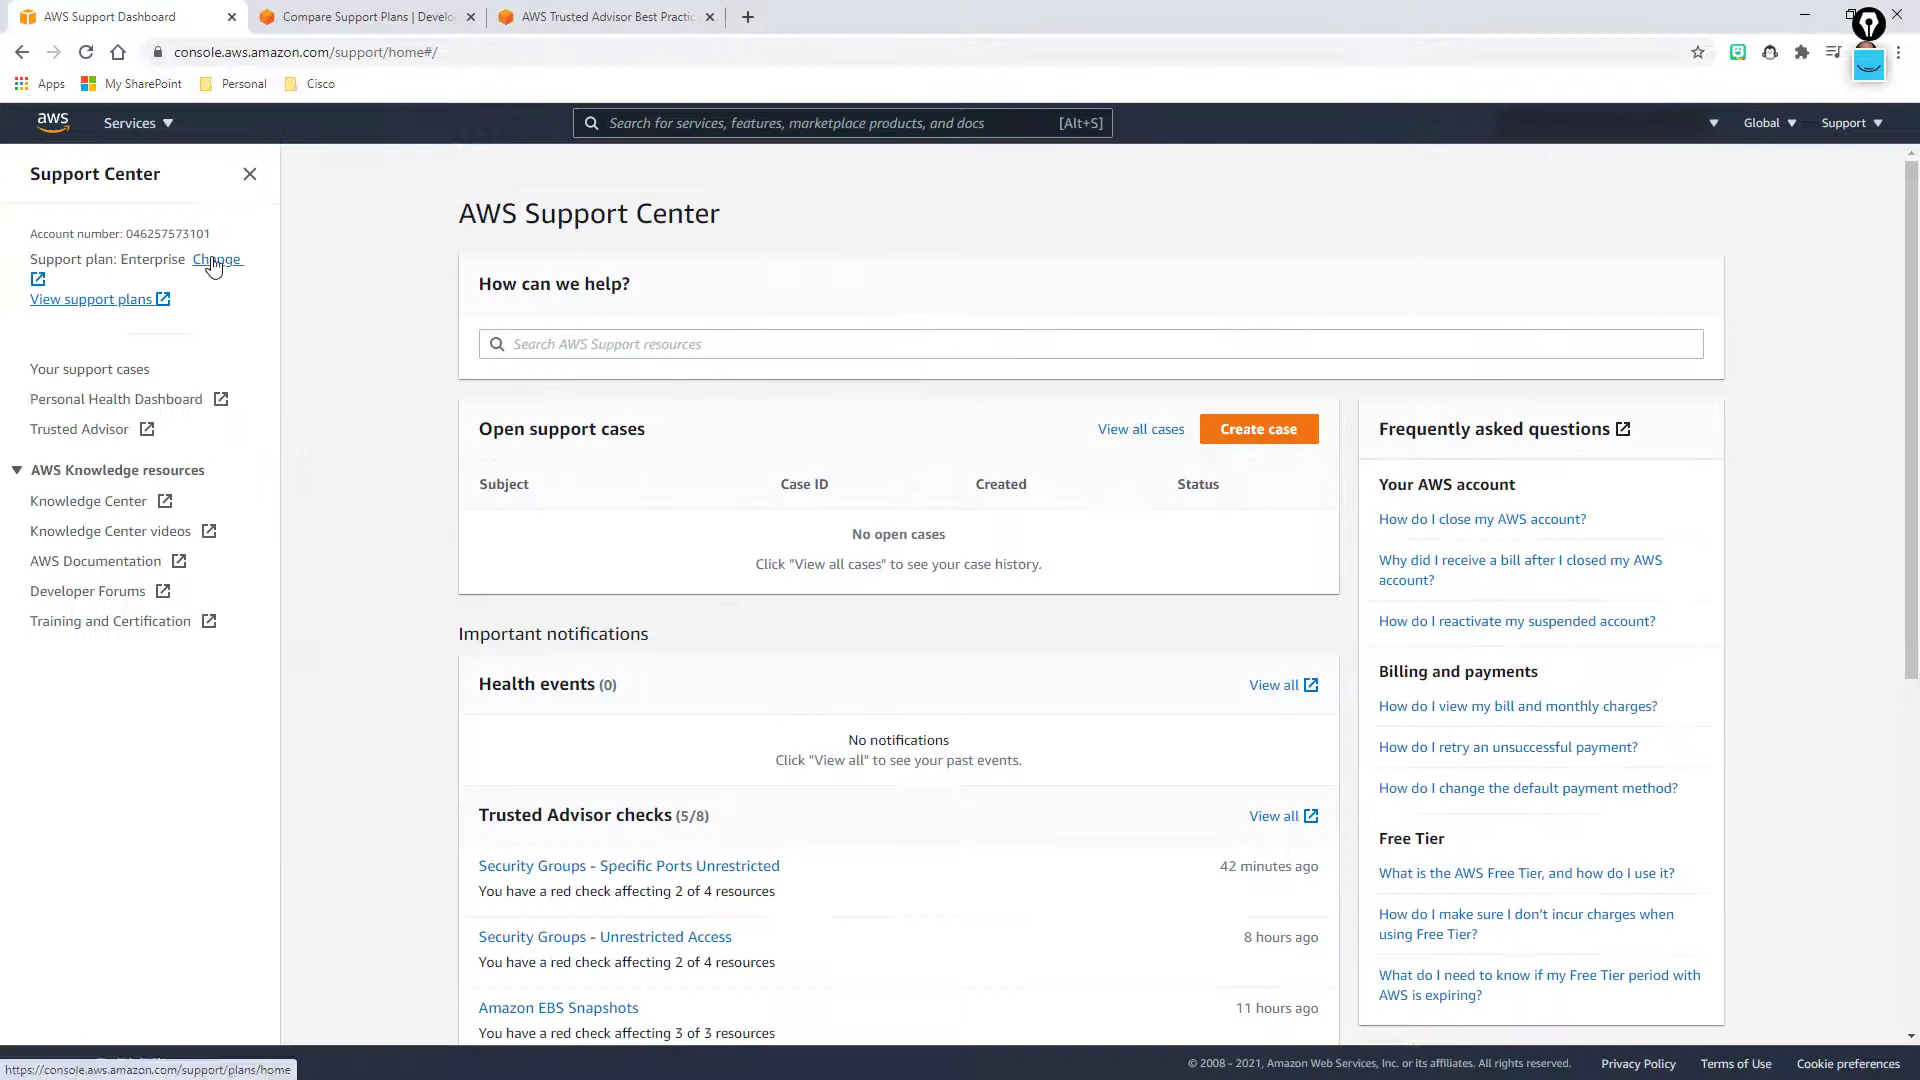 AWS Support Dashboard
Compare Support Plans | Develo
AWS Trusted Advisor Best Practi
console.aws.amazon.com/support/home#/
Apps
My SharePoint
Personal
Cisco
aws
Services
Search for services, features, marketplace products, and docs
[Alt+S]
Global
Support
Support Center
Account number: 046257573101
Support plan: Enterprise Change
View support plans
Your support cases
Personal Health Dashboard
Trusted Advisor
AWS Knowledge resources
Knowledge Center
Knowledge Center videos
AWS Documentation
Developer Forums
Training and Certification
AWS Support Center
How can we help?
Search AWS Support resources
Open support cases
View all cases
Create case
Subject
Case ID
Created
Status
No open cases
Click "View all cases" to see your case history.
Important notifications
Health events (0)
View all
No notifications
Click "View all" to see your past events.
Trusted Advisor checks (5/8)
View all
Security Groups - Specific Ports Unrestricted
42 minutes ago
You have a red check affecting 2 of 4 resources
Security Groups - Unrestricted Access
8 hours ago
You have a red check affecting 2 of 4 resources
Amazon EBS Snapshots
11 hours ago
You have a red check affecting 3 of 3 resources
Frequently asked questions
Your AWS account
How do I close my AWS account?
Why did I receive a bill after I closed my AWS
account?
How do I reactivate my suspended account?
Billing and payments
How do I view my bill and monthly charges?
How do I retry an unsuccessful payment?
How do I change the default payment method?
Free Tier
What is the AWS Free Tier, and how do I use it?
How do I make sure I don't incur charges when
using Free Tier?
What do I need to know if my Free Tier period with
AWS is expiring?
https://console.aws.amazon.com/support/plans/home
© 2008 - 2021, Amazon Web Services, Inc. or its affiliates. All rights reserved.
Privacy Policy
Terms of Use
Cookie preferences